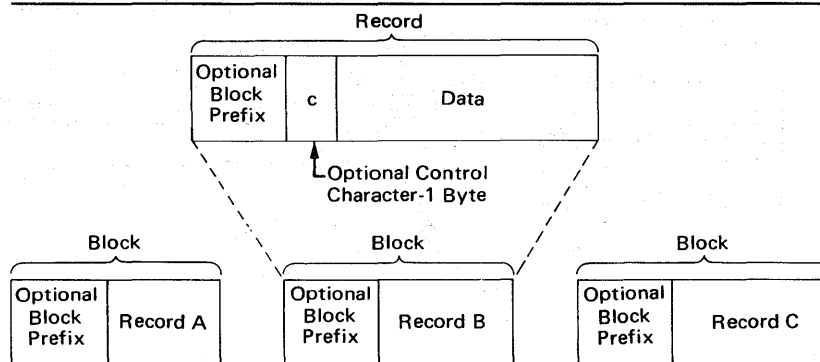 Record
Optional
Block
Prefix
c
Data
Optional Control
Character-1 Byte
Block
Block
Block
Optional
Block
Prefix
Record A
Optional
Block
Prefix
Record B
Optional
Block
Prefix
Record C